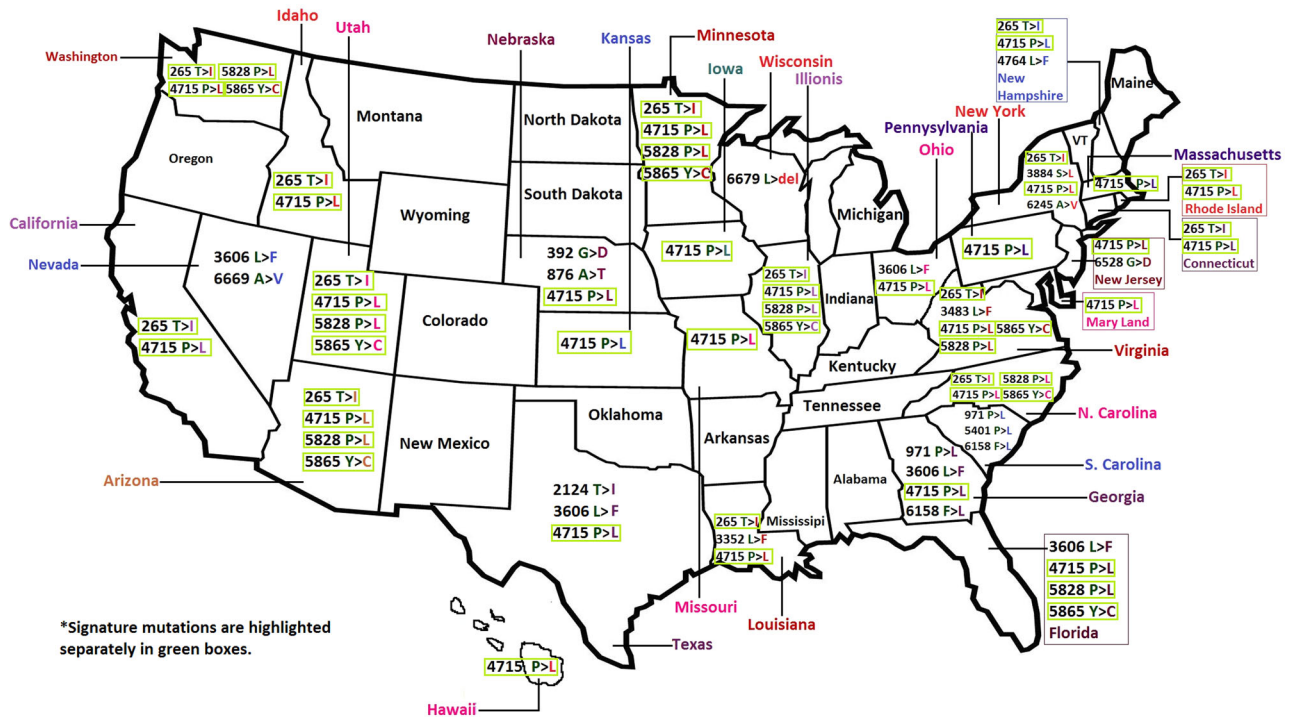 Idaho
Utah
Washington
265 T>I 5828 P>L
4715 P>L 5865 Y>C
Nebraska
Kansas
Minnesota
Iowa
Wisconsin
Illionis
265 T>I
4715 P>L
4764 L>F
New
Hampshire
Maine
Montana
North Dakota
265 T>I
4715 P>L
5828 P>L
5865 Y>C
New York
Pennysylvania
Ohio
VT
Massachusetts
Oregon
265 T>I
4715 P>L
South Dakota
6679 L>del
265 T>I
3884 S>L
4715 P>L
6245 A>V
4715 P>L
265 T>I
4715 P>L
Rhode Island
Wyoming
Michigan
California
265 T>I
4715 P>L
Connecticut
Nevada
3606 L>F
6669 A>V
392 G>D
876 A>T
4715 P>L
4715 P>L
4715 P>L
4715 P>L
6528 G>D
New Jersey
265 T>I
4715 P>L
5828 P>L
5865 Y>C
Colorado
265 T>I
4715 P>L
5828 P>L
5865 Y>C
Indiana
3606 L>F
4715 P>L
265 T>I
3483 L>F
4715 P>L 5865 Y>C
5828 P>L
4715 P>L
Mary Land
265 T>I
4715 P>L
4715 P>L
4715 P>L
Kentucky
Virginia
265 T>I
4715 P>L
5828 P>L
5865 Y>C
Arizona
New Mexico
Oklahoma
Arkansas
Tennessee
265 T>I 5828 P>L
4715 P>L 5865 Y>C
N. Carolina
971 P>L
5401 P>L
6158 F>L
S. Carolina
Alabama
971 P>L
3606 L>F
4715 P>L
6158 F>L
Georgia
2124 T>I
3606 L>F
4715 P>L
Mississipi
265 T>I
3352 L>F
4715 P>L
3606 L>F
4715 P>L
5828 P>L
5865 Y>C
Florida
Missouri
Louisiana
Texas
*Signature mutations are highlighted
separately in green boxes.
4715 P>L
Hawaii